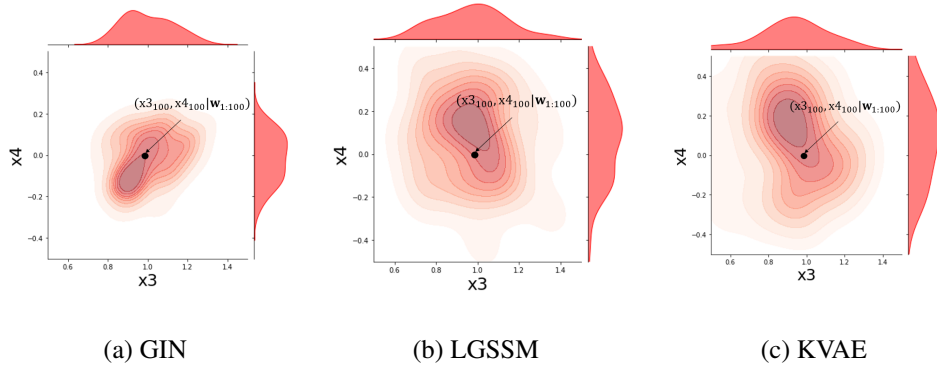 0.4
0.2
0.0
−0.2
−0.4
x4
0.6 0.8 1.0 1.2 1.4
x3
(x3₁₀₀, x4₁₀₀|𝐰₁:₁₀₀)
(a) GIN
0.4
0.2
0.0
−0.2
−0.4
x4
0.6 0.8 1.0 1.2 1.4
x3
(x3₁₀₀, x4₁₀₀|𝐰₁:₁₀₀)
(b) LGSSM
0.4
0.2
0.0
−0.2
−0.4
x4
0.6 0.8 1.0 1.2 1.4
x3
(x3₁₀₀, x4₁₀₀|𝐰₁:₁₀₀)
(c) KVAE